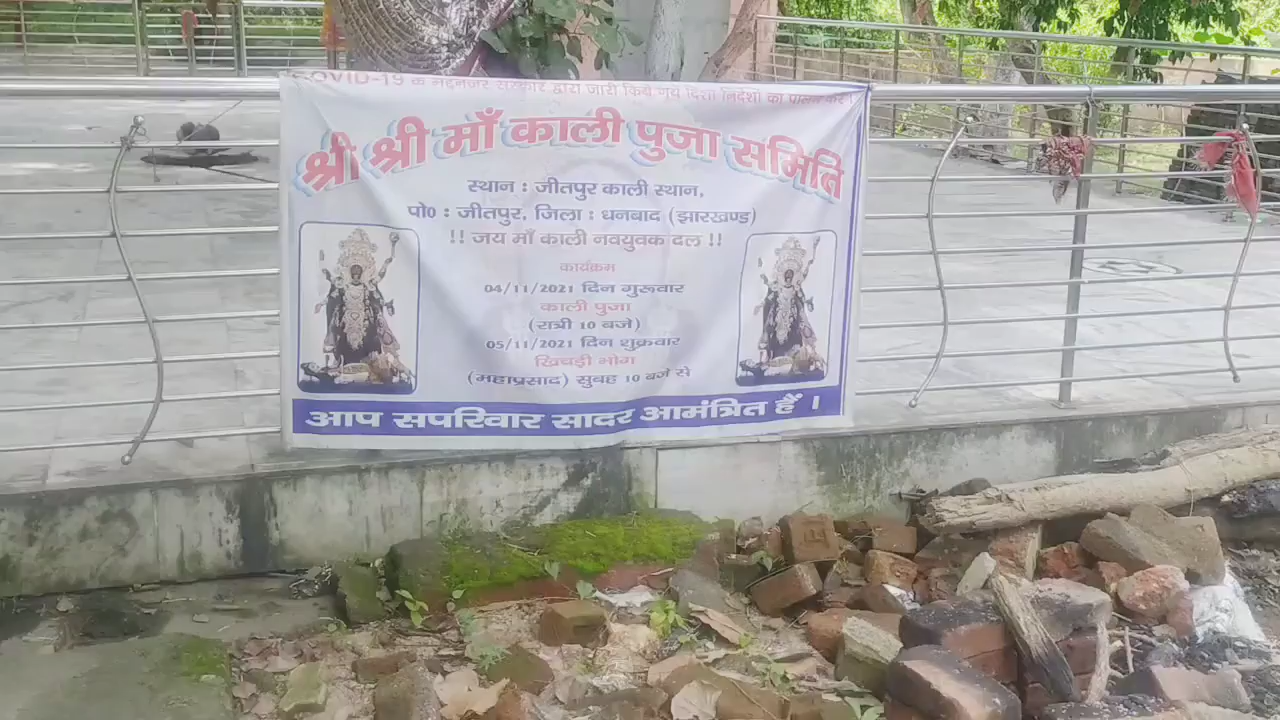 COVID-19 के मद्देनजर सरकार द्वारा जारी किये गये दिशा निर्देशों का पालन करें।
श्री श्री माँ काली पुजा समिति
स्थान : जीतपुर काली स्थान,
पो० : जीतपुर, जिला : धनबाद (झारखण्ड)
!! जय माँ काली नवयुवक दल !!
कार्यक्रम
04/11/2021 दिन गुरूवार
काली पुजा
(रात्री 10 बजे)
05/11/2021 दिन शुक्रवार
खिचड़ी भोग
(महाप्रसाद) सुबह 10 बजे से
आप सपरिवार सादर आमंत्रित हैं ।